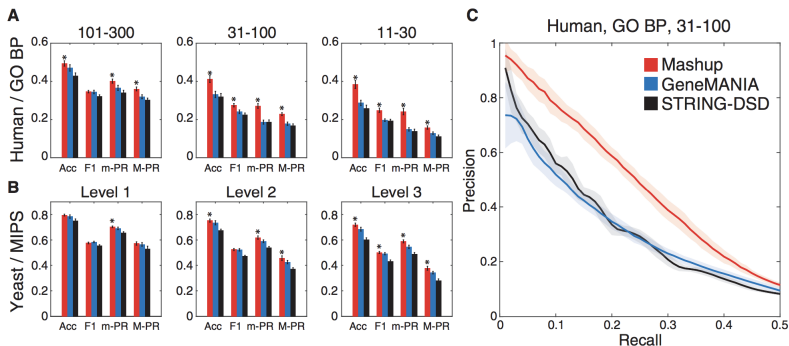 A
101-300
31-100
11-30
Human / GO BP
0.6
0.4
0.2
0
Acc F1 m-PR M-PR
0.6
0.4
0.2
0
Acc F1 m-PR M-PR
0.6
0.4
0.2
0
Acc F1 m-PR M-PR
* * *
* * * *
* * * *
B
Level 1
Level 2
Level 3
Yeast / MIPS
0.8
0.6
0.4
0.2
0
Acc F1 m-PR M-PR
0.8
0.6
0.4
0.2
0
Acc F1 m-PR M-PR
0.8
0.6
0.4
0.2
0
Acc F1 m-PR M-PR
*
* * *
* * * *
C
Human, GO BP, 31-100
Mashup
GeneMANIA
STRING-DSD
Precision
1
0.8
0.6
0.4
0.2
0 0.1 0.2 0.3 0.4 0.5
Recall